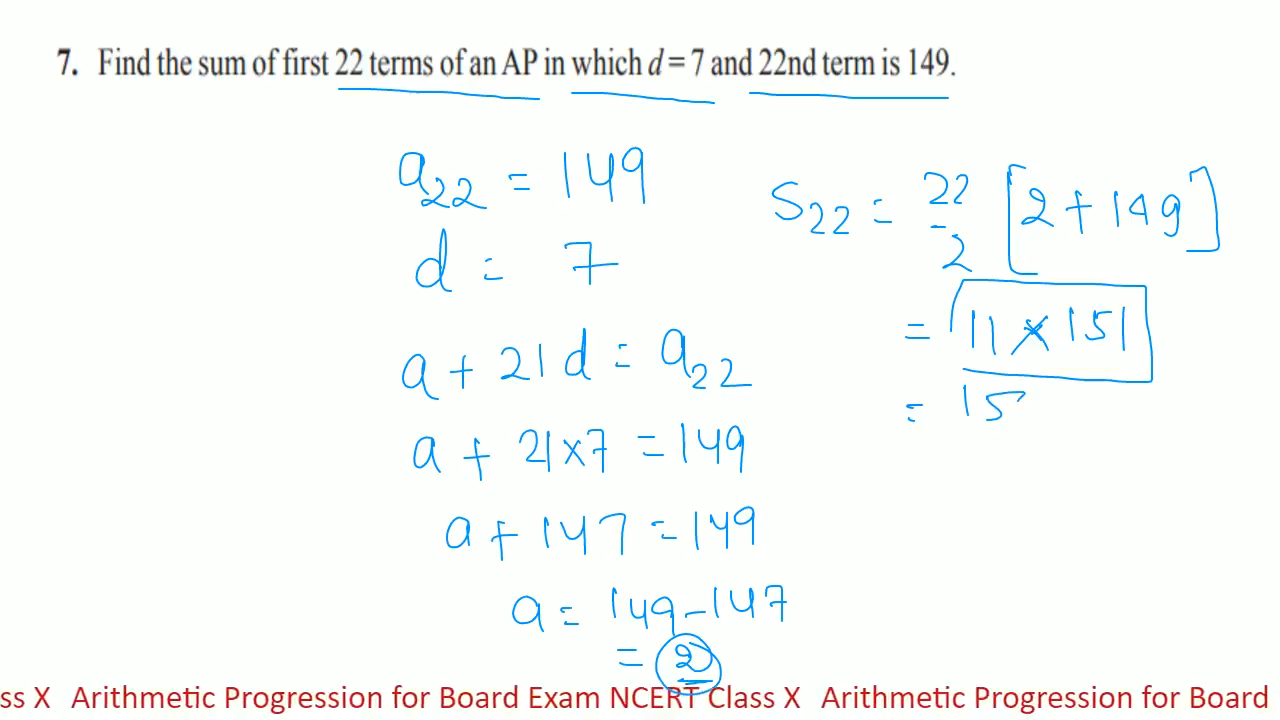 7. Find the sum of first 22 terms of an AP in which d = 7 and 22nd term is 149.
a₂₂ = 149
d = 7
a + 21d = a₂₂
a + 21×7 = 149
a + 147 = 149
a = 149 – 147
= 2
S₂₂ = 22/2 [2 + 149]
= 11 × 151
= 15
ss X Arithmetic Progression for Board Exam NCERT Class X Arithmetic Progression for Board